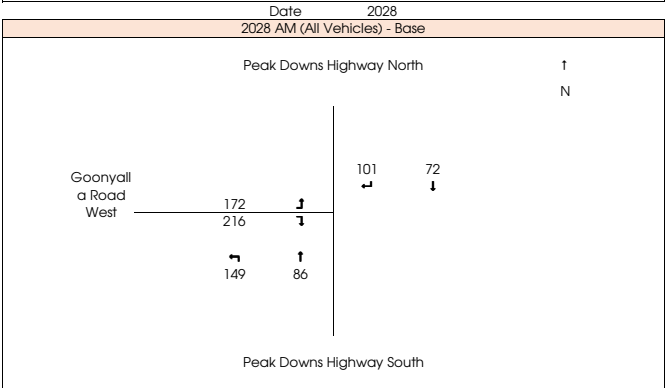 Date 2028
2028 AM (All Vehicles) - Base
Peak Downs Highway North ↑
N
101 72
↵ ↓
Goonyall
a Road
West
172 ⮥
216 ⮧
↰ ↑
149 86
Peak Downs Highway South